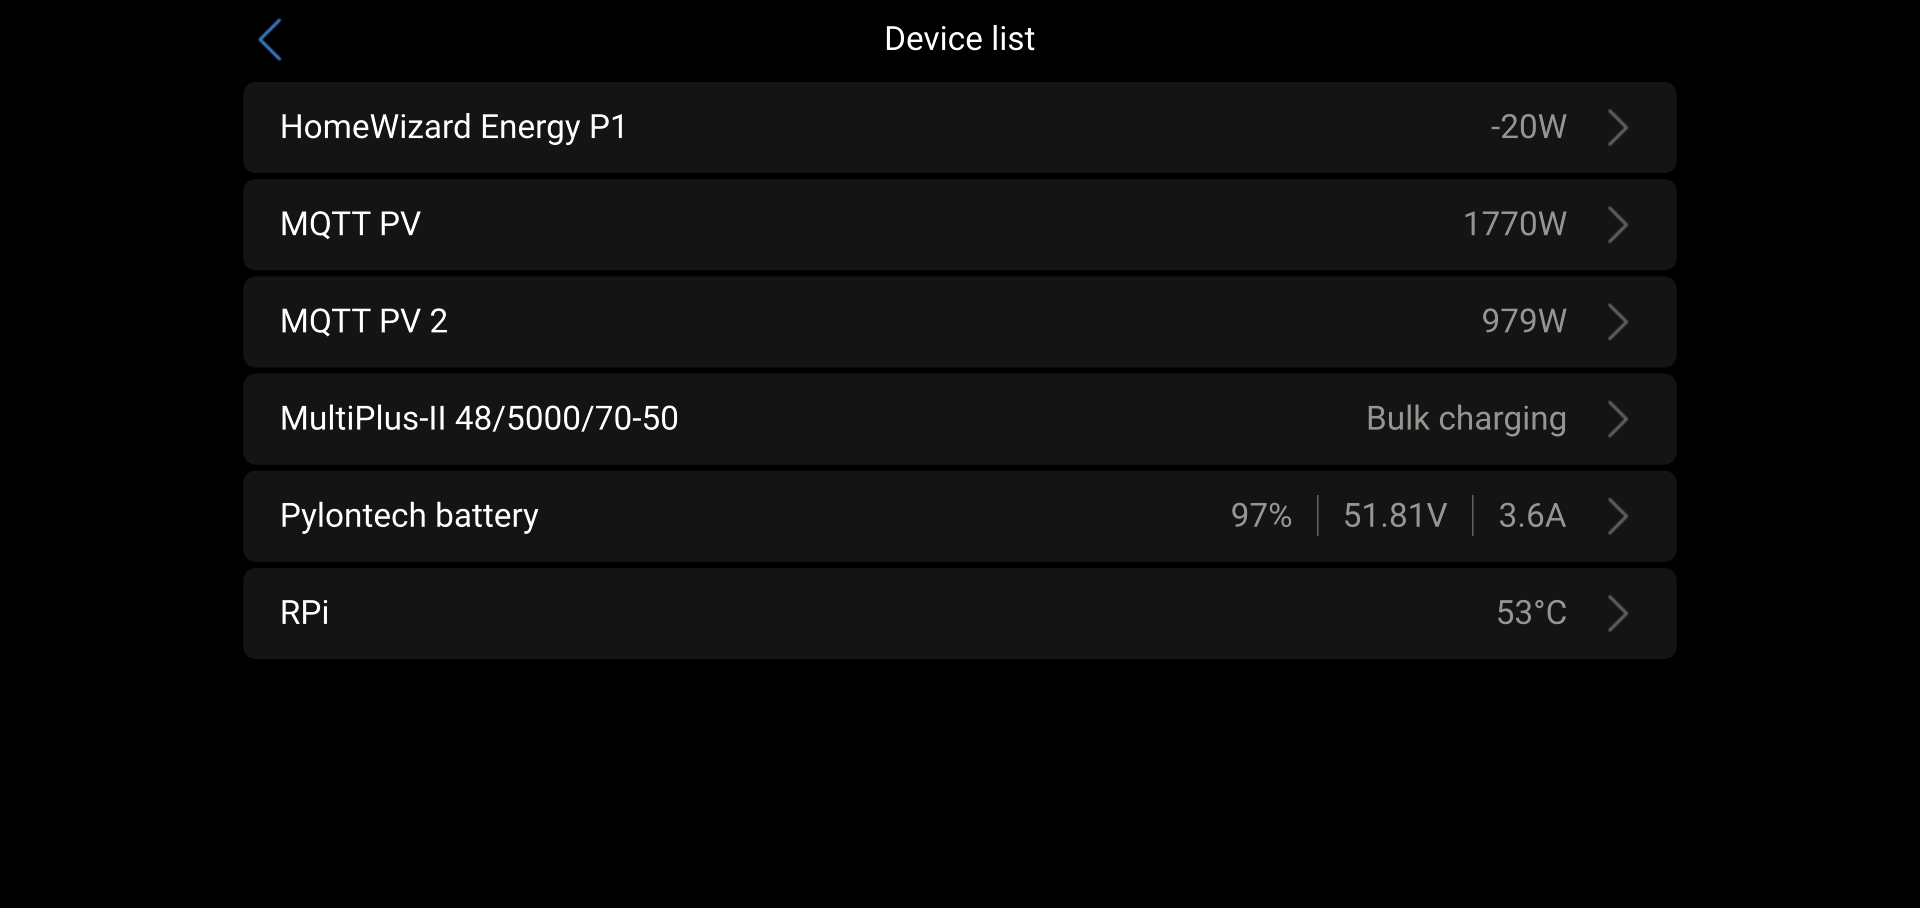 Device list
HomeWizard Energy P1 -20W
MQTT PV 1770W
MQTT PV 2 979W
MultiPlus-II 48/5000/70-50 Bulk charging
Pylontech battery 97% 51.81V 3.6A
RPi 53°C